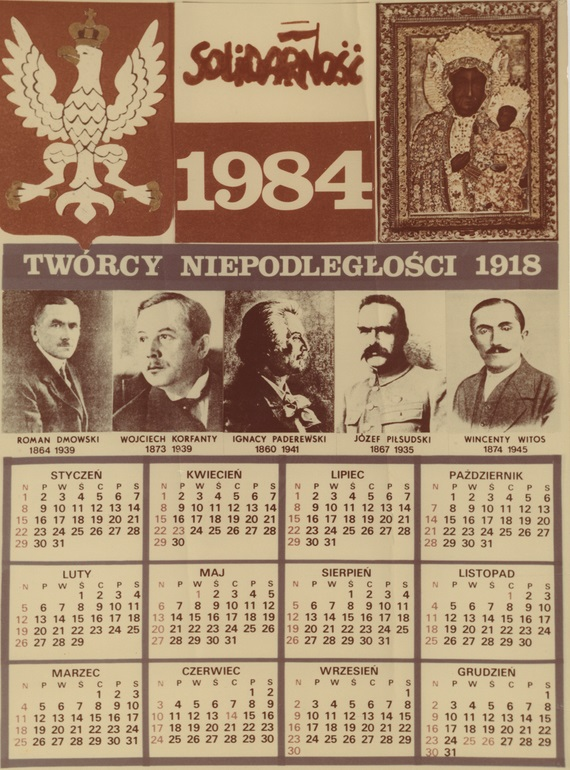 SOLIDARNOŚĆ
1984
TWÓRCY NIEPODLEGŁOŚCI 1918
ROMAN DMOWSKI
1864 1939
WOJCIECH KORFANTY
1873 1939
IGNACY PADEREWSKI
1860 1941
JÓZEF PIŁSUDSKI
1867 1935
WINCENTY WITOS
1874 1945
STYCZEŃ
N P W Ś C P S
1 2 3 4 5 6 7
8 9 10 11 12 13 14
15 16 17 18 19 20 21
22 23 24 25 26 27 28
29 30 31
LUTY
N P W Ś C P S
1 2 3 4
5 6 7 8 9 10 11
12 13 14 15 16 17 18
19 20 21 22 23 24 25
26 27 28 29
MARZEC
N P W Ś C P S
1 2 3
4 5 6 7 8 9 10
11 12 13 14 15 16 17
18 19 20 21 22 23 24
25 26 27 28 29 30 31
KWIECIEŃ
N P W Ś C P S
1 2 3 4 5 6 7
8 9 10 11 12 13 14
15 16 17 18 19 20 21
22 23 24 25 26 27 28
29 30
MAJ
N P W Ś C P S
1 2 3 4 5
6 7 8 9 10 11 12
13 14 15 16 17 18 19
20 21 22 23 24 25 26
27 28 29 30 31
CZERWIEC
N P W Ś C P S
1 2
3 4 5 6 7 8 9
10 11 12 13 14 15 16
17 18 19 20 21 22 23
24 25 26 27 28 29 30
LIPIEC
N P W Ś C P S
1 2 3 4 5 6 7
8 9 10 11 12 13 14
15 16 17 18 19 20 21
22 23 24 25 26 27 28
29 30 31
SIERPIEŃ
N P W Ś C P S
1 2 3 4
5 6 7 8 9 10 11
12 13 14 15 16 17 18
19 20 21 22 23 24 25
26 27 28 29 30 31
WRZESIEŃ
N P W Ś C P S
1
2 3 4 5 6 7 8
9 10 11 12 13 14 15
16 17 18 19 20 21 22
23 24 25 26 27 28 29
30
PAŹDZIERNIK
N P W Ś C P S
1 2 3 4 5 6
7 8 9 10 11 12 13
14 15 16 17 18 19 20
21 22 23 24 25 26 27
28 29 30 31
LISTOPAD
N P W Ś C P S
1 2 3
4 5 6 7 8 9 10
11 12 13 14 15 16 17
18 19 20 21 22 23 24
25 26 27 28 29 30
GRUDZIEŃ
N P W Ś C P S
1
2 3 4 5 6 7 8
9 10 11 12 13 14 15
16 17 18 19 20 21 22
23 24 25 26 27 28 29
30 31